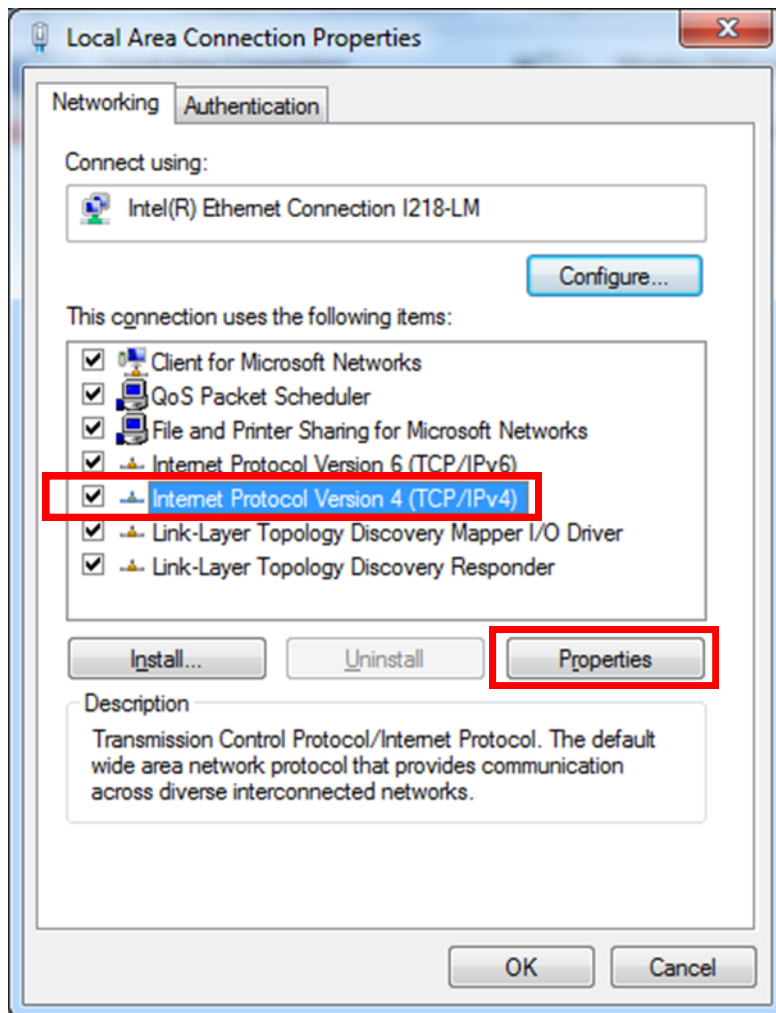 Local Area Connection Properties
Networking
Authentication
Connect using:
Intel(R) Ethernet Connection I218-LM
Configure...
This connection uses the following items:
Client for Microsoft Networks
QoS Packet Scheduler
File and Printer Sharing for Microsoft Networks
Internet Protocol Version 6 (TCP/IPv6)
Internet Protocol Version 4 (TCP/IPv4)
Link-Layer Topology Discovery Mapper I/O Driver
Link-Layer Topology Discovery Responder
Install...
Uninstall
Properties
Description
Transmission Control Protocol/Internet Protocol. The default
wide area network protocol that provides communication
across diverse interconnected networks.
OK
Cancel